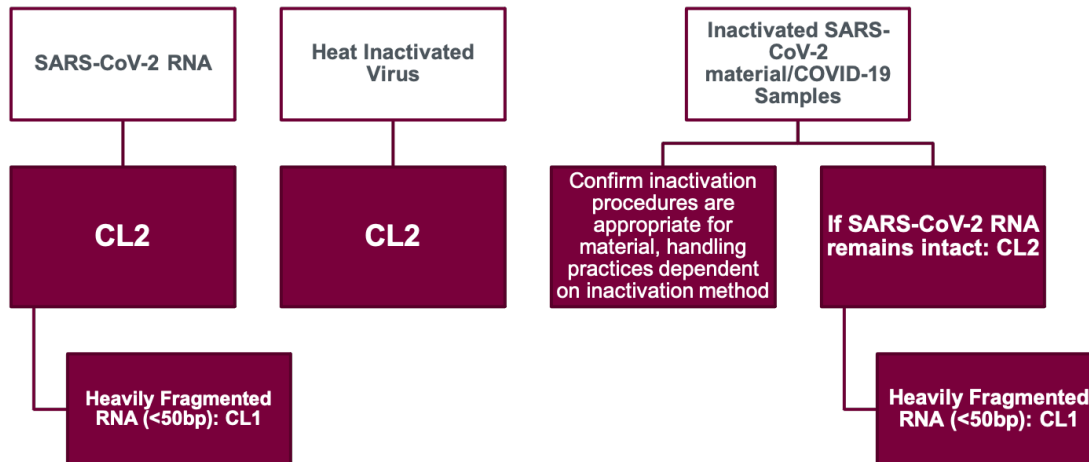 SARS-CoV-2 RNA
CL2
Heavily Fragmented
RNA (<50bp): CL1
Heat Inactivated
Virus
CL2
Inactivated SARS-
CoV-2
material/COVID-19
Samples
Confirm inactivation
procedures are
appropriate for
material, handling
practices dependent
on inactivation method
If SARS-CoV-2 RNA
remains intact: CL2
Heavily Fragmented
RNA (<50bp): CL1